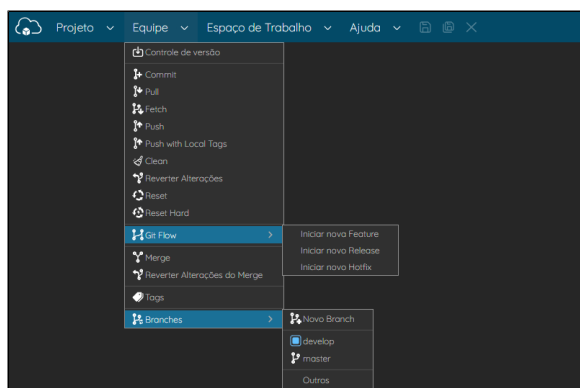 Projeto Equipe Espaço de Trabalho Ajuda
Controle de versão
Commit
Pull
Fetch
Push
Push with Local Tags
Clean
Reverter Alterações
Reset
Reset Hard
Git Flow
Iniciar nova Feature
Iniciar novo Release
Iniciar novo Hotfix
Merge
Reverter Alterações do Merge
Tags
Branches
Novo Branch
develop
master
Outros